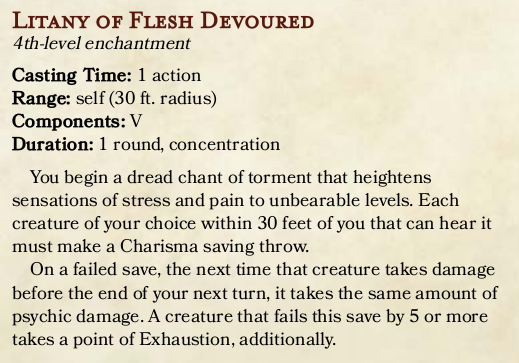 Litany of Flesh Devoured
4th-level enchantment
Casting Time: 1 action
Range: self (30 ft. radius)
Components: V
Duration: 1 round, concentration
You begin a dread chant of torment that heightens
sensations of stress and pain to unbearable levels. Each
creature of your choice within 30 feet of you that can hear it
must make a Charisma saving throw.
On a failed save, the next time that creature takes damage
before the end of your next turn, it takes the same amount of
psychic damage. A creature that fails this save by 5 or more
takes a point of Exhaustion, additionally.